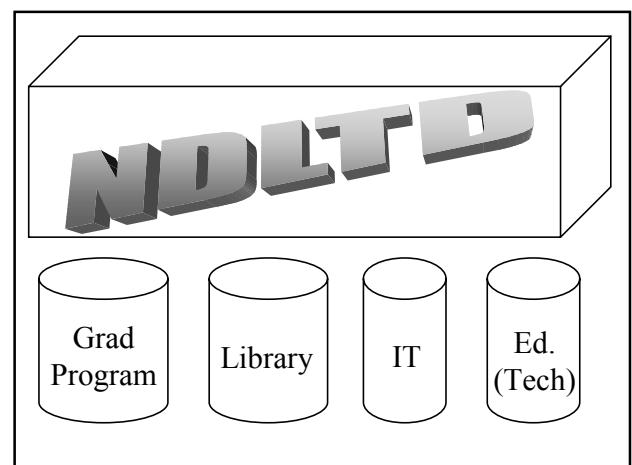 NDLTD
Grad
Program
Library
IT
Ed.
(Tech)